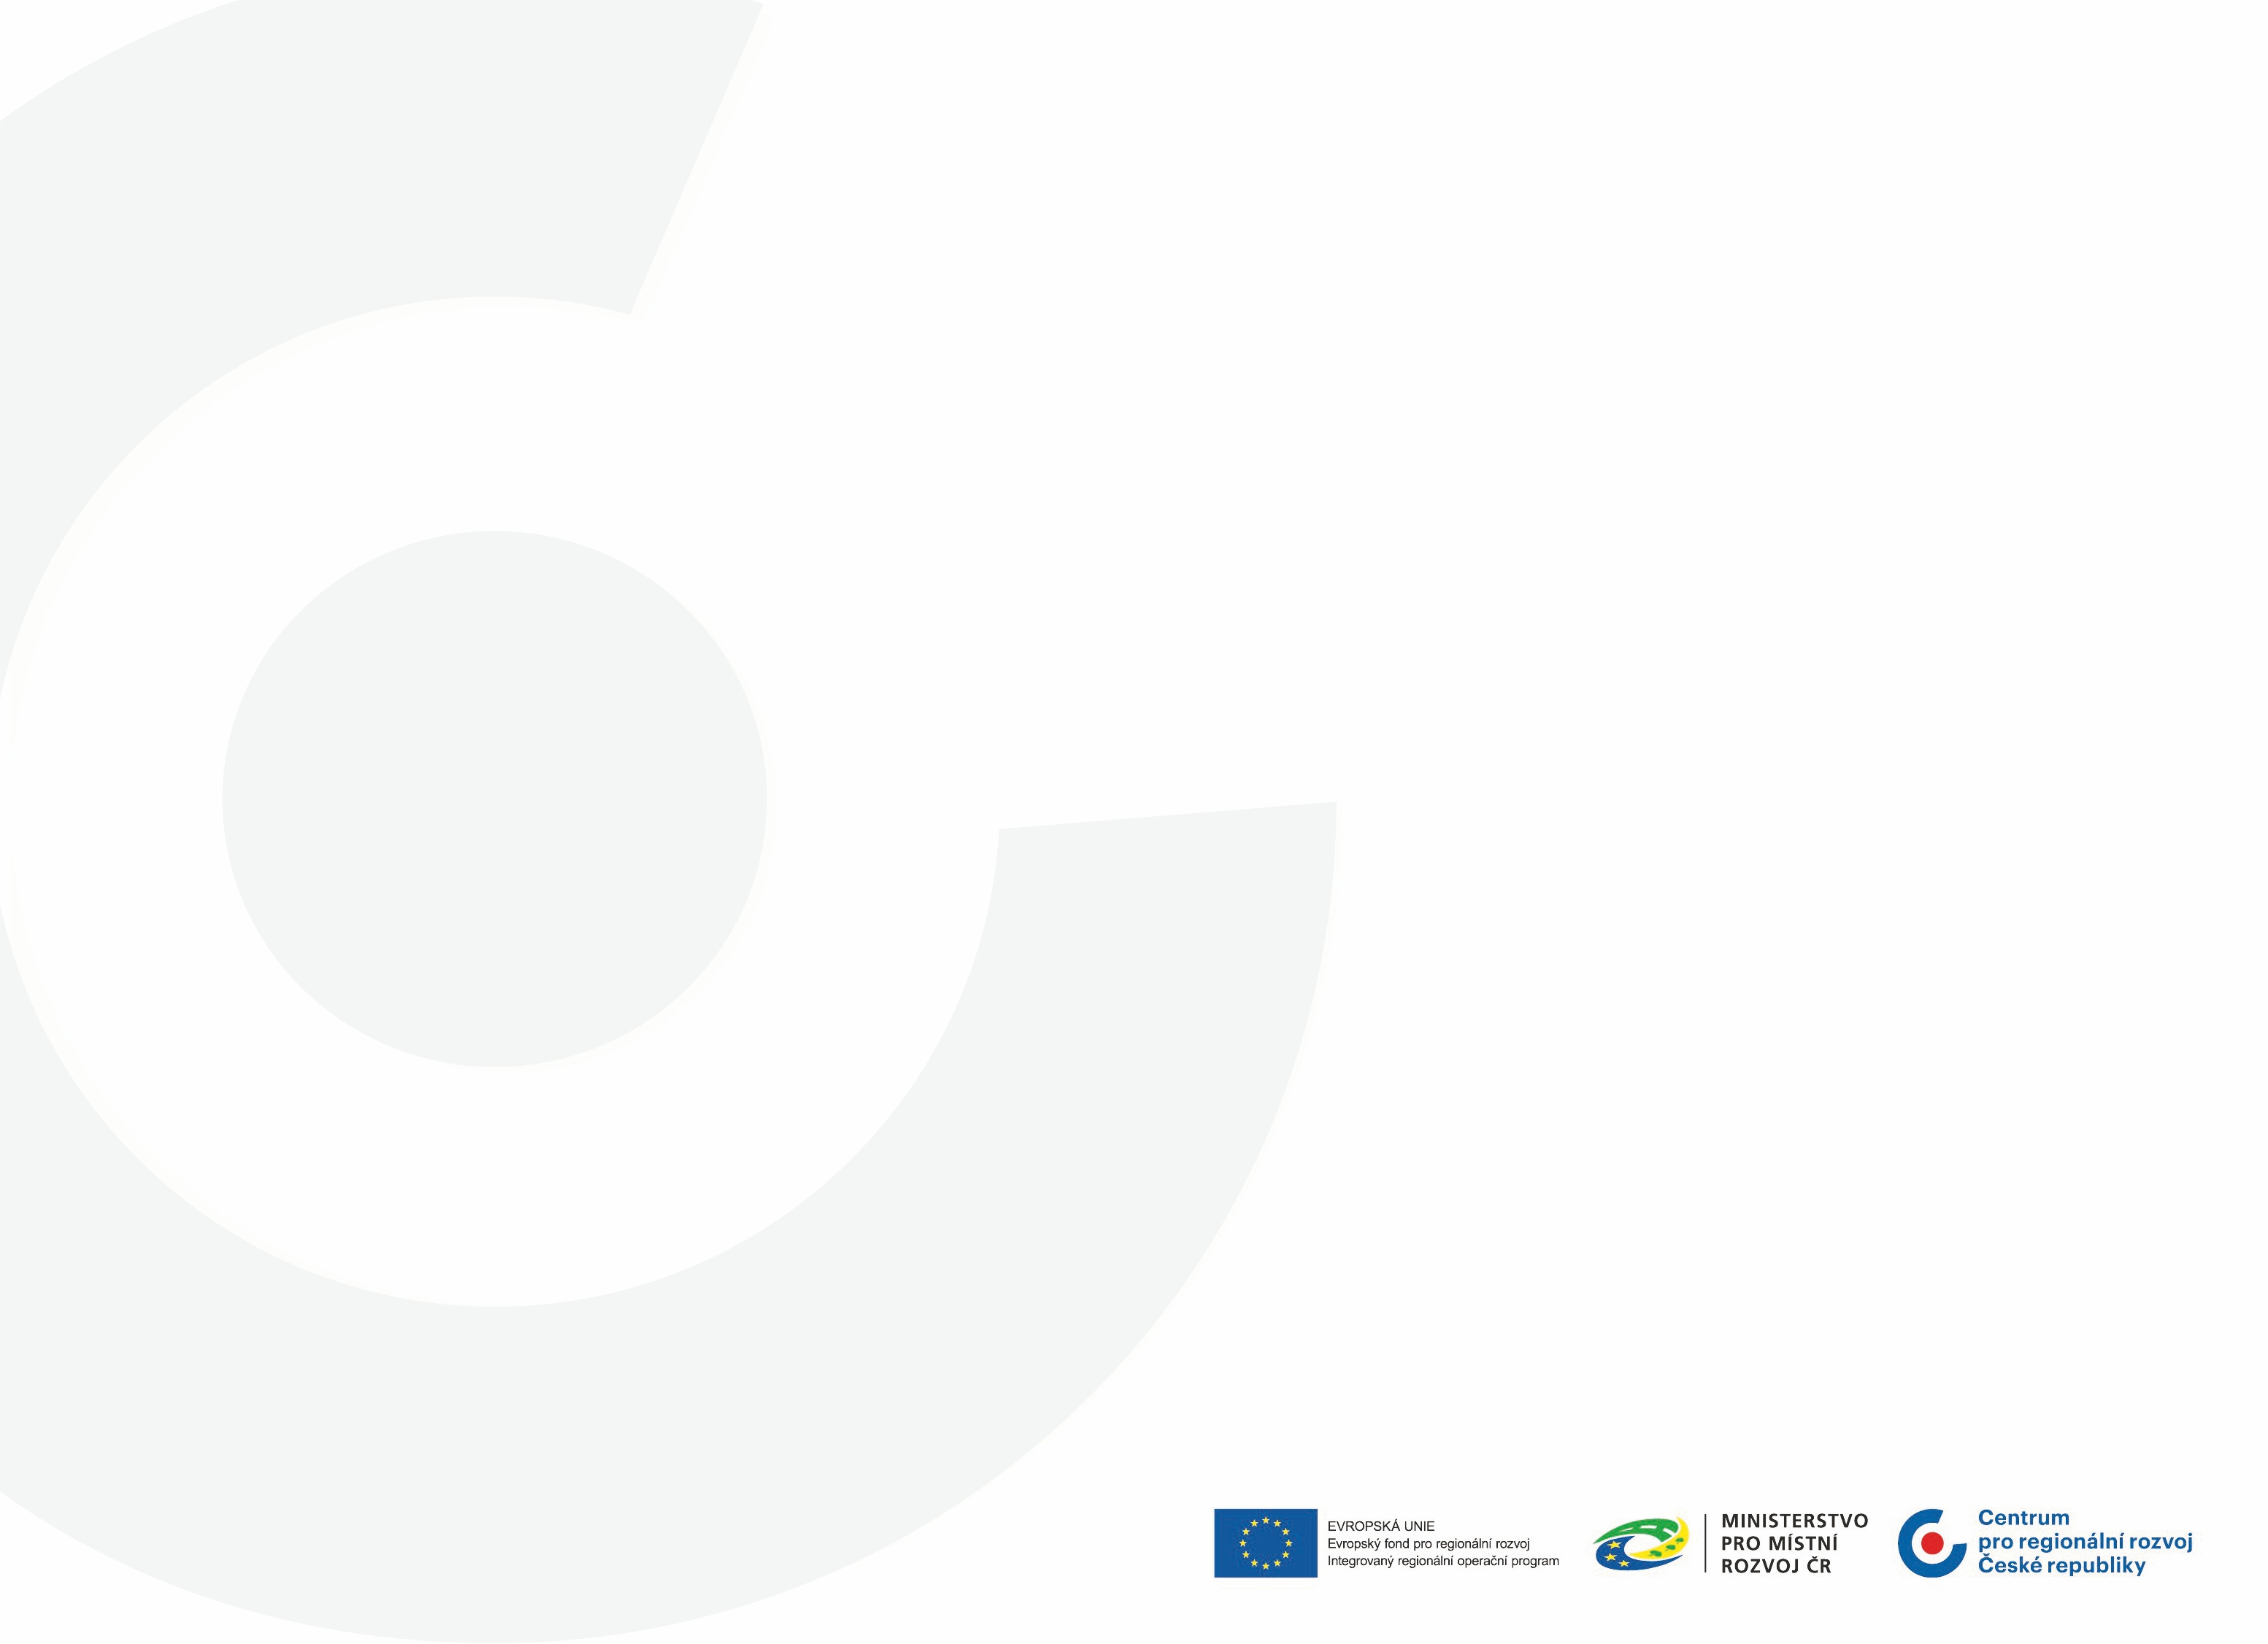 EVROPSKÁ UNIE
Evropský fond pro regionální rozvoj
Integrovaný regionální operační program
MINISTERSTVO
PRO MÍSTNÍ
ROZVOJ ČR
Centrum
pro regionální rozvoj
České republiky